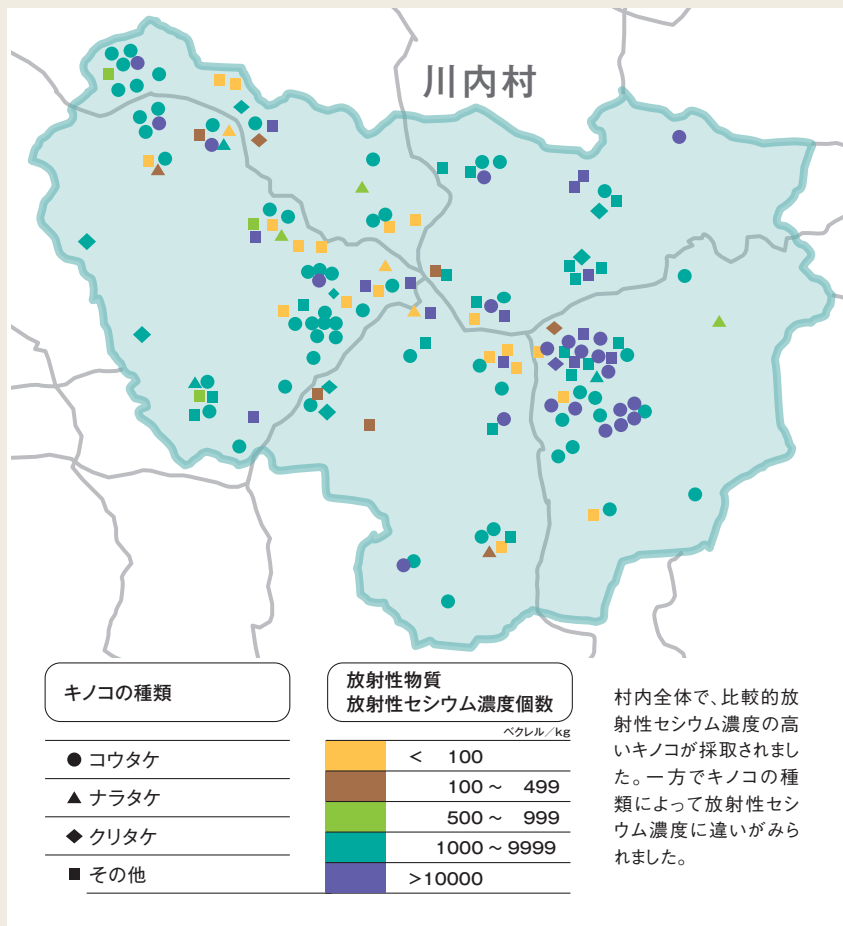 川内村
キノコの種類
● コウタケ
▲ ナラタケ
◆ クリタケ
■ その他
放射性物質
放射性セシウム濃度個数
ベクレル／kg
< 100
100 ～ 499
500 ～ 999
1000 ～ 9999
>10000
村内全体で、比較的放
射性セシウム濃度の高
いキノコが採取されまし
た。一方でキノコの種
類によって放射性セシ
ウム濃度に違いがみら
れました。